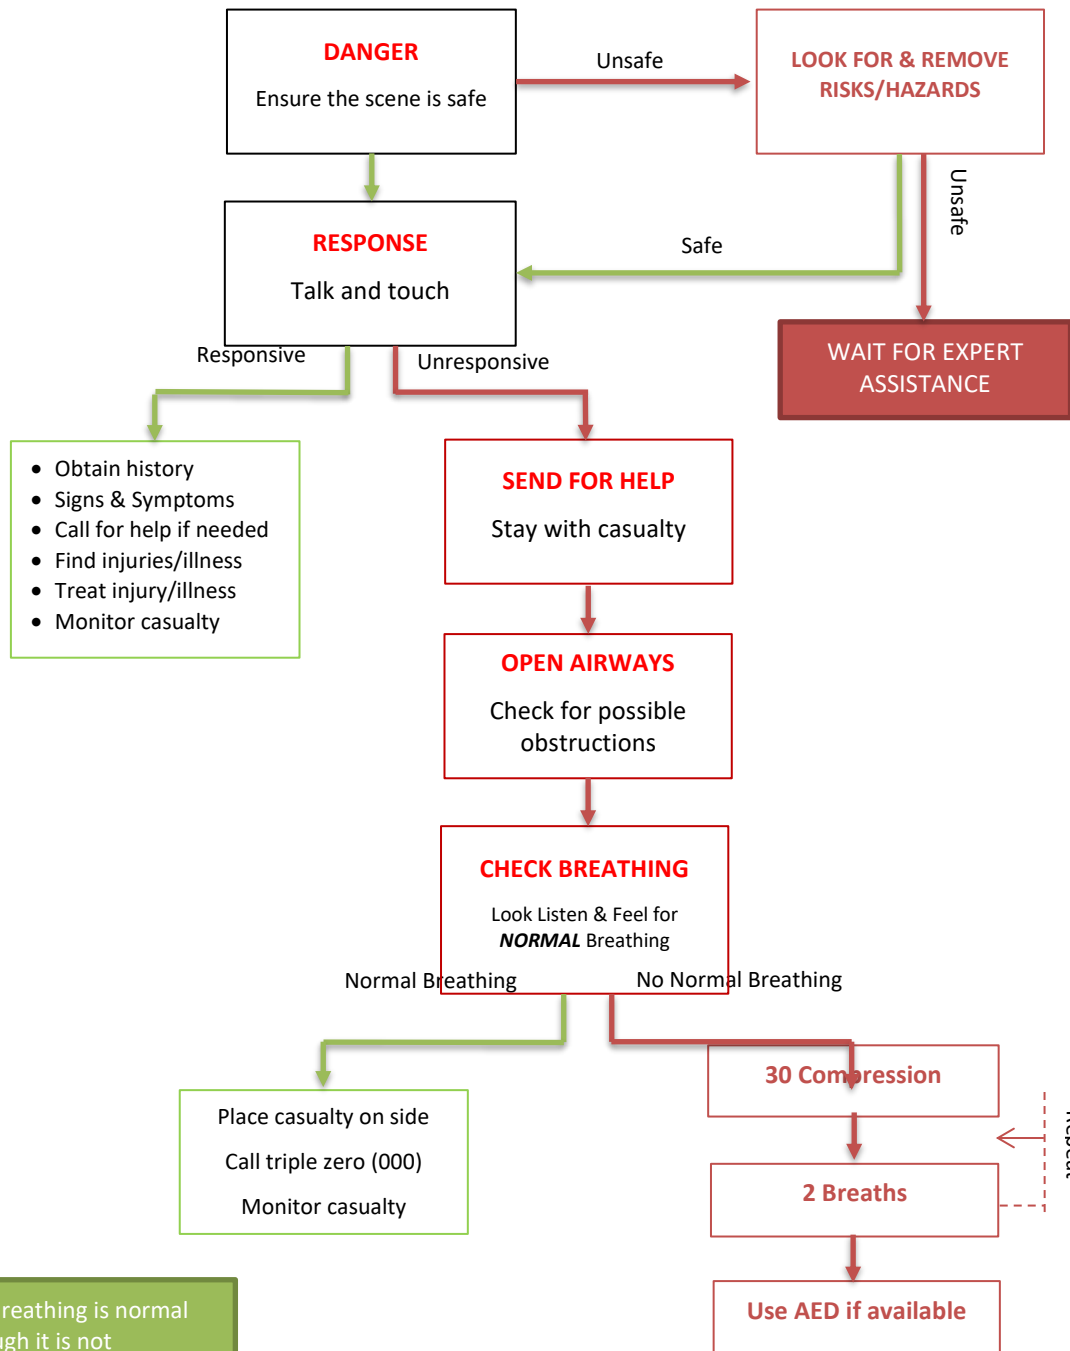 DANGER
Ensure the scene is safe
Unsafe
LOOK FOR & REMOVE
RISKS/HAZARDS
Unsafe
RESPONSE
Talk and touch
Safe
WAIT FOR EXPERT
ASSISTANCE
Responsive
Unresponsive
• Obtain history
• Signs & Symptoms
• Call for help if needed
• Find injuries/illness
• Treat injury/illness
• Monitor casualty
SEND FOR HELP
Stay with casualty
OPEN AIRWAYS
Check for possible
obstructions
CHECK BREATHING
Look Listen & Feel for
NORMAL Breathing
Normal Breathing
No Normal Breathing
Place casualty on side
Call triple zero (000)
Monitor casualty
30 Compression
Repeat
2 Breaths
Use AED if available
breathing is normal
it is not